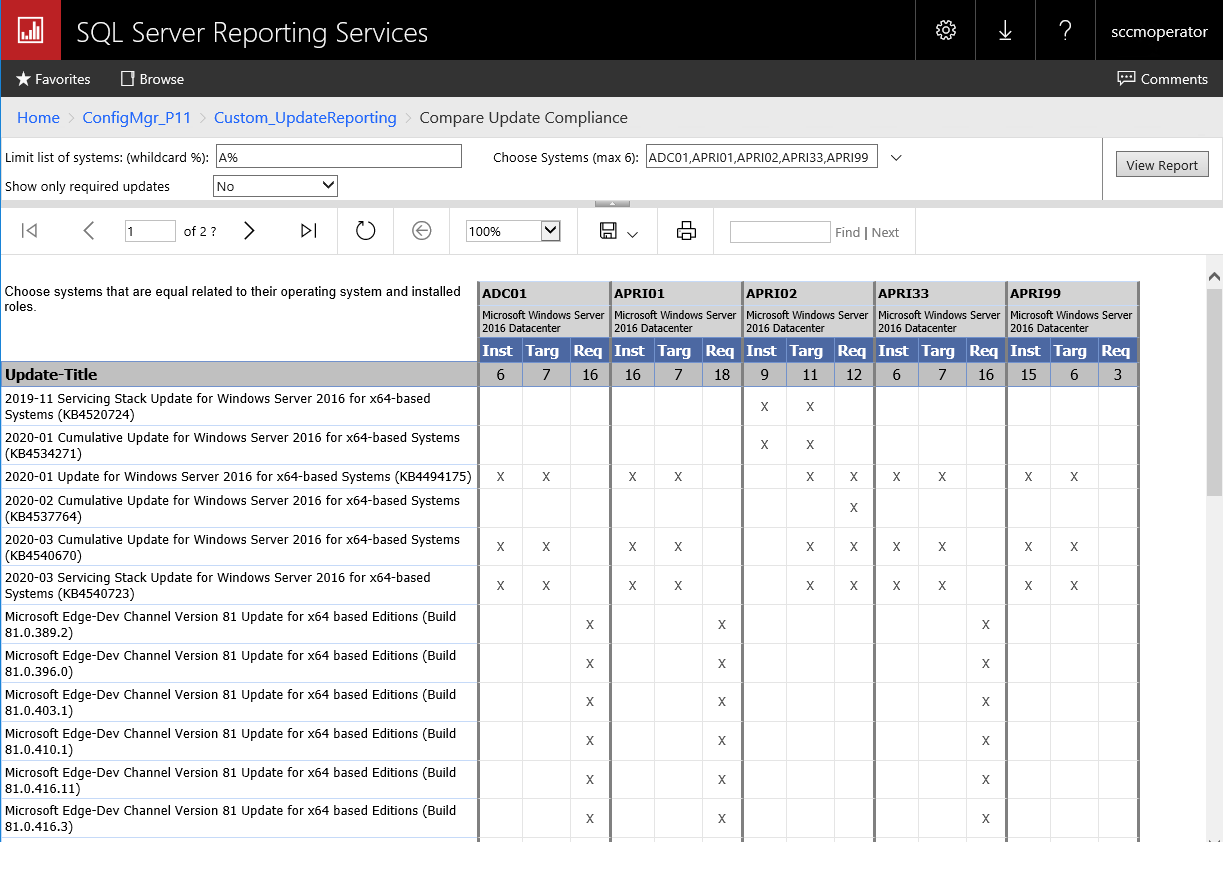 SQL Server Reporting Services
?
sccmoperator
Favorites
Browse
Comments
Home > ConfigMgr_P11 > Custom_UpdateReporting > Compare Update Compliance
Limit list of systems: (whildcard %): A%
Choose Systems (max 6): ADC01,APRI01,APRI02,APRI33,APRI99
View Report
Show only required updates No
1 of 2 ?
100%
Find | Next
Choose systems that are equal related to their operating system and installed
roles.
ADC01 APRI01 APRI02 APRI33 APRI99
Microsoft Windows Server Microsoft Windows Server Microsoft Windows Server Microsoft Windows Server Microsoft Windows Server
2016 Datacenter 2016 Datacenter 2016 Datacenter 2016 Datacenter 2016 Datacenter
Inst Targ Req Inst Targ Req Inst Targ Req Inst Targ Req Inst Targ Req
Update-Title 6 7 16 16 7 18 9 11 12 6 7 16 15 6 3
2019-11 Servicing Stack Update for Windows Server 2016 for x64-based
Systems (KB4520724) X X
2020-01 Cumulative Update for Windows Server 2016 for x64-based Systems
(KB4534271) X X
2020-01 Update for Windows Server 2016 for x64-based Systems (KB4494175) X X X X X X X X X X
2020-02 Cumulative Update for Windows Server 2016 for x64-based Systems
(KB4537764) X
2020-03 Cumulative Update for Windows Server 2016 for x64-based Systems
(KB4540670) X X X X X X X X X X
2020-03 Servicing Stack Update for Windows Server 2016 for x64-based
Systems (KB4540723) X X X X X X X X X X
Microsoft Edge-Dev Channel Version 81 Update for x64 based Editions (Build
81.0.389.2) X X X
Microsoft Edge-Dev Channel Version 81 Update for x64 based Editions (Build
81.0.396.0) X X X
Microsoft Edge-Dev Channel Version 81 Update for x64 based Editions (Build
81.0.403.1) X X X
Microsoft Edge-Dev Channel Version 81 Update for x64 based Editions (Build
81.0.410.1) X X X
Microsoft Edge-Dev Channel Version 81 Update for x64 based Editions (Build
81.0.416.11) X X X
Microsoft Edge-Dev Channel Version 81 Update for x64 based Editions (Build
81.0.416.3) X X X